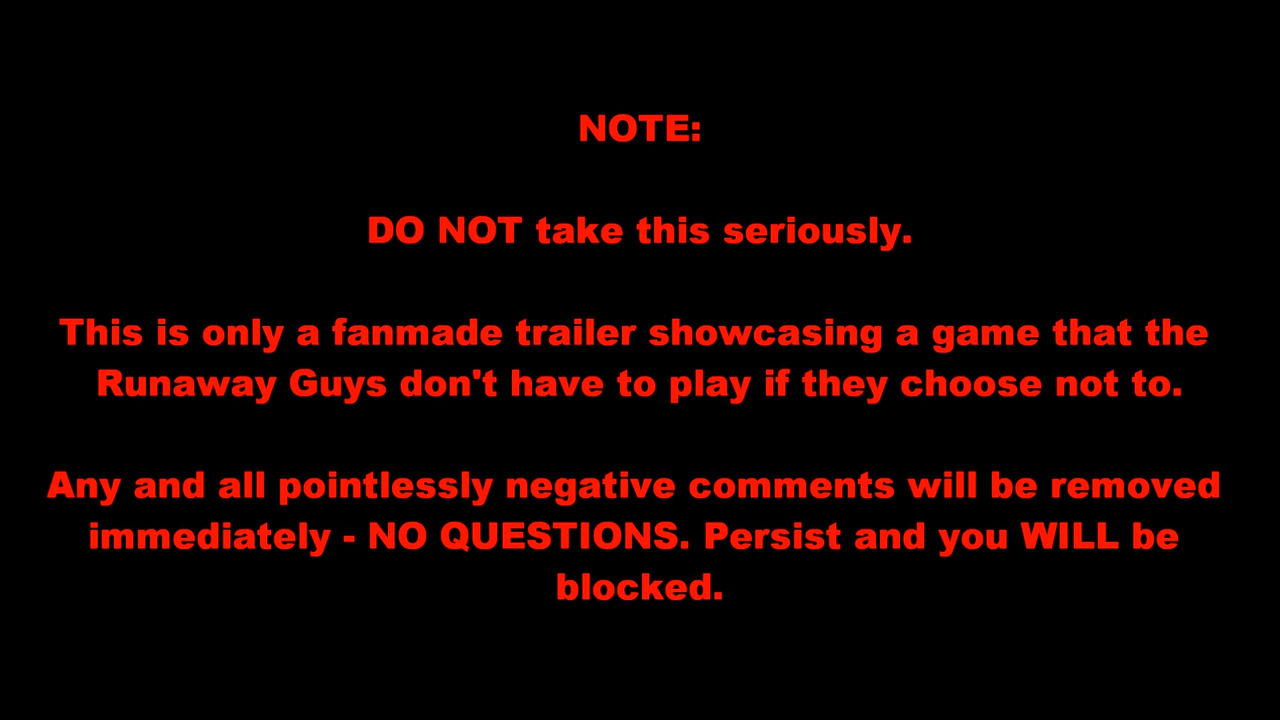 NOTE:
DO NOT take this seriously.
This is only a fanmade trailer showcasing a game that the
Runaway Guys don't have to play if they choose not to.
Any and all pointlessly negative comments will be removed
immediately - NO QUESTIONS. Persist and you WILL be
blocked.